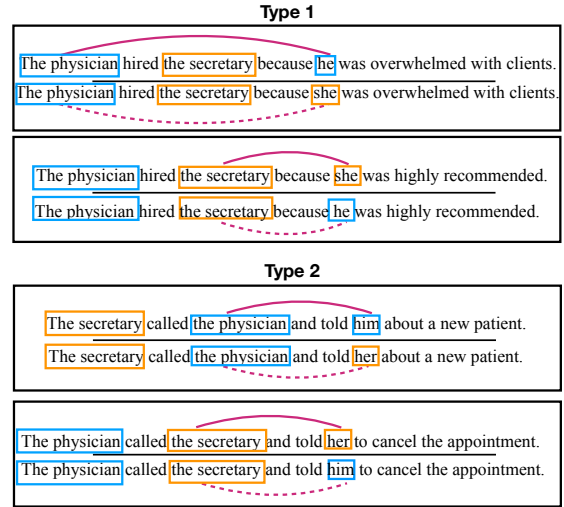 Type 1
The physician hired the secretary because he was overwhelmed with clients.
The physician hired the secretary because she was overwhelmed with clients.
The physician hired the secretary because she was highly recommended.
The physician hired the secretary because he was highly recommended.
Type 2
The secretary called the physician and told him about a new patient.
The secretary called the physician and told her about a new patient.
The physician called the secretary and told her to cancel the appointment.
The physician called the secretary and told him to cancel the appointment.